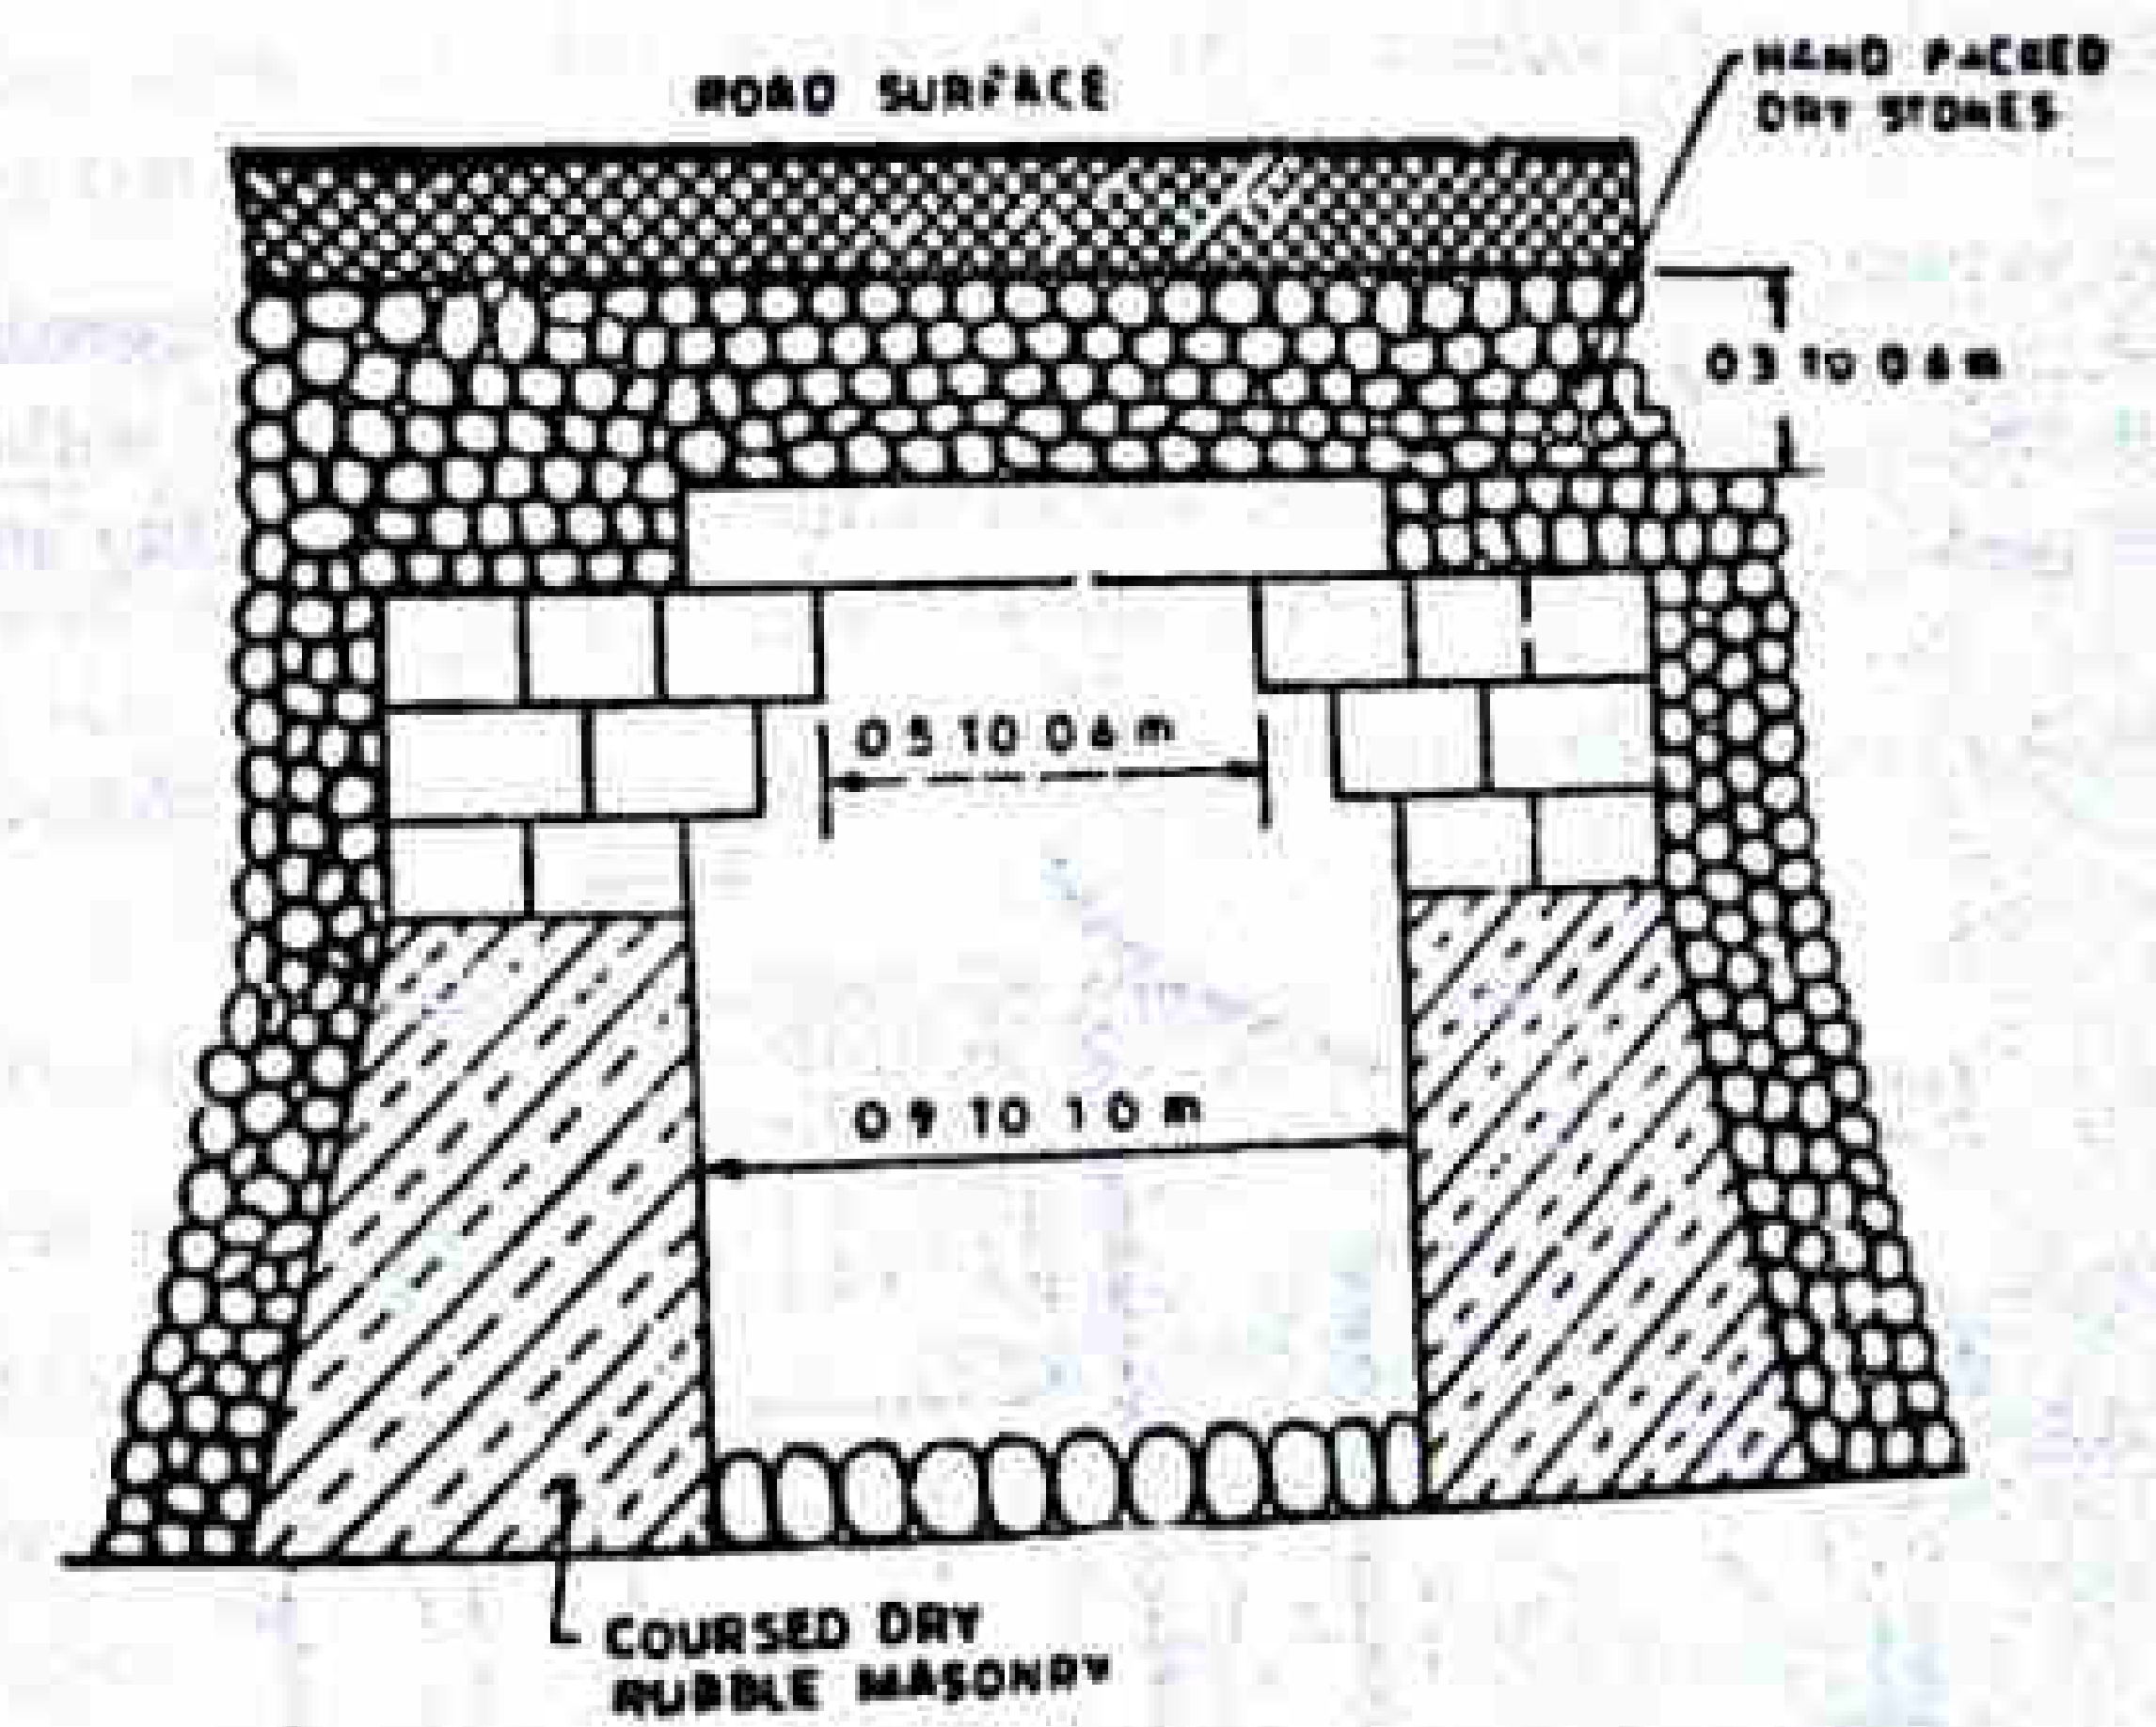 ROAD SURFACE
HAND PACKED
DRY STONES
0 3 TO 0 6 m
0 5 TO 0 6 m
0 9 TO 1 0 m
COURSED DRY
RUBBLE MASONRY